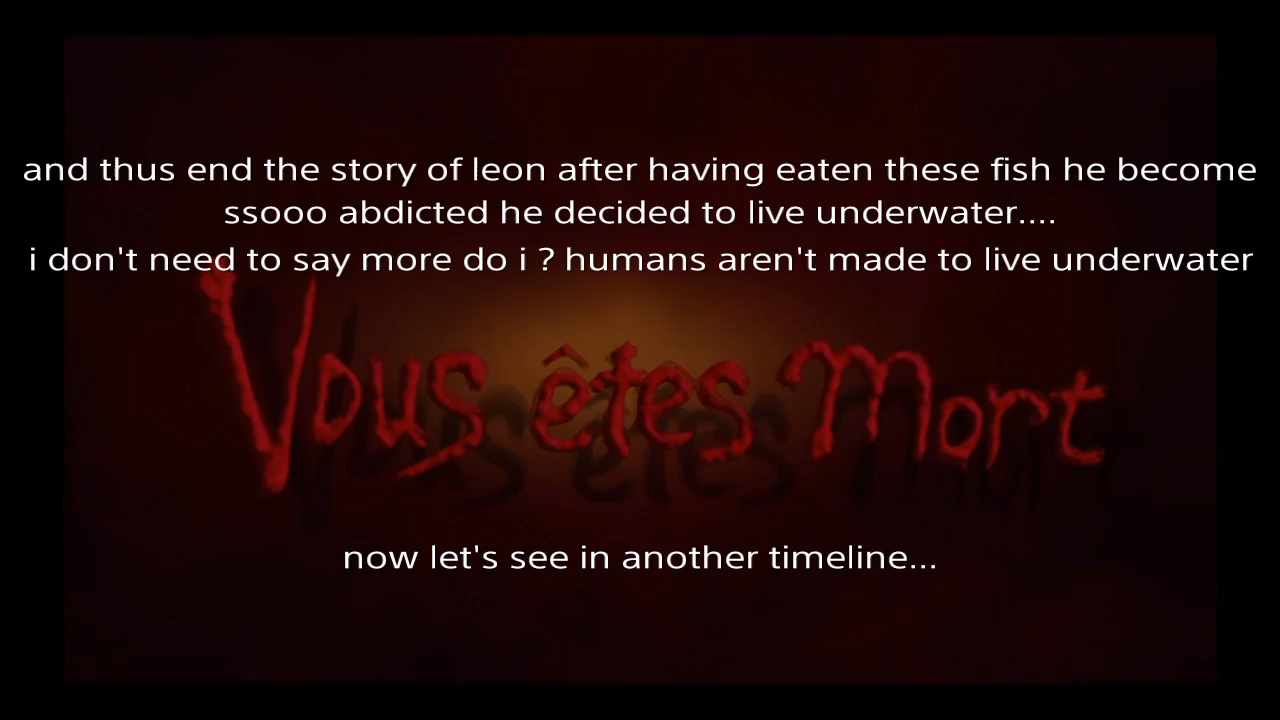 and thus end the story of leon after having eaten these fish he become
ssooo abdicted he decided to live underwater....
i don't need to say more do i ? humans aren't made to live underwater
Vous êtes Mort
now let's see in another timeline...